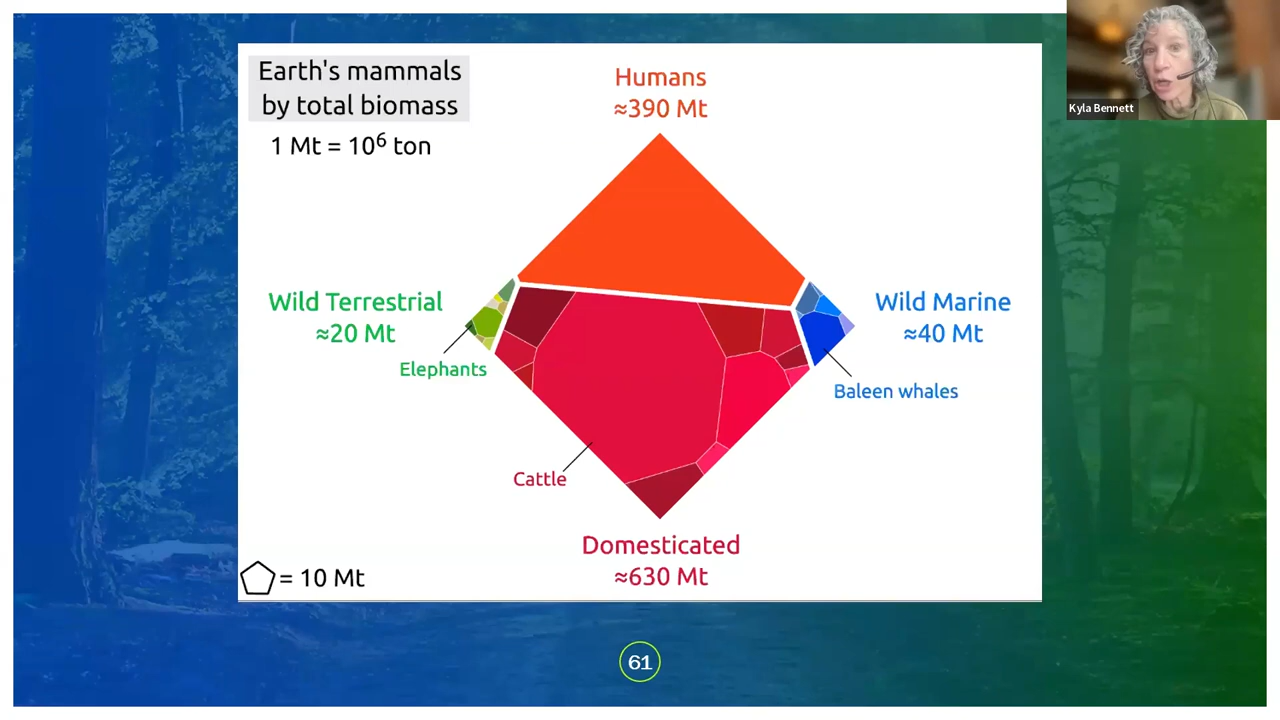 Earth's mammals
by total biomass
1 Mt = 10⁶ ton
Humans
≈390 Mt
Kyla Bennett
Wild Terrestrial
≈20 Mt
Elephants
Wild Marine
≈40 Mt
Baleen whales
Cattle
Domesticated
≈630 Mt
= 10 Mt
61